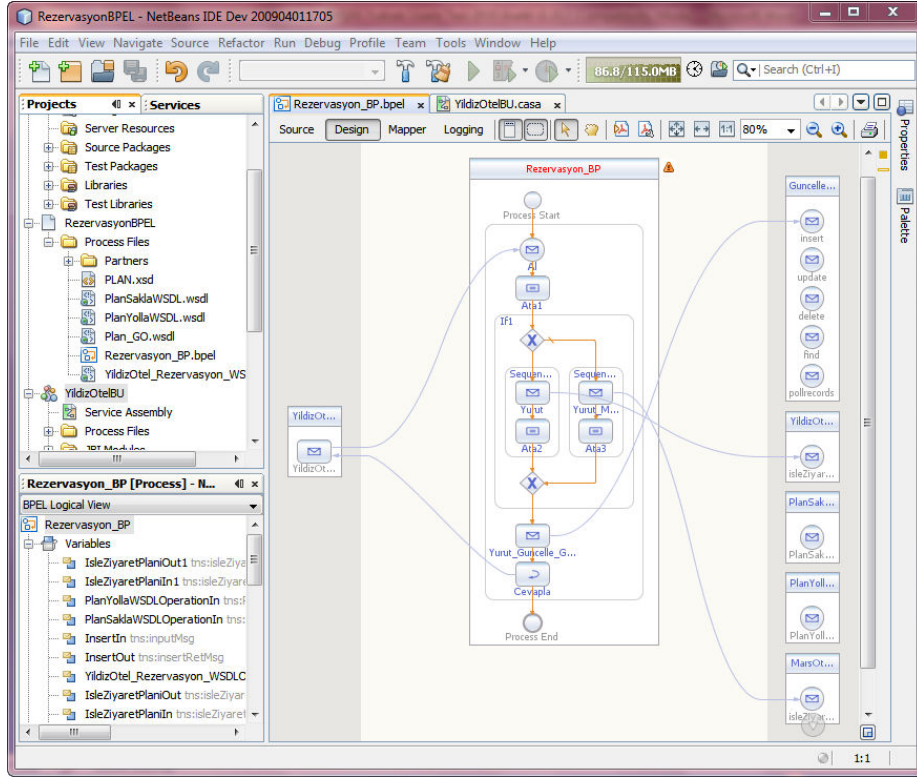 RezervasyonBPEL - NetBeans IDE Dev 200904011705
File Edit View Navigate Source Refactor Run Debug Profile Team Tools Window Help
86.8/115.0MB
Search (Ctrl+I)
Projects
Services
Server Resources
Source Packages
Test Packages
Libraries
Test Libraries
RezervasyonBPEL
Process Files
Partners
PLAN.xsd
PlanSaklaWSDL.wsdl
PlanYollaWSDL.wsdl
Plan_GO.wsdl
Rezervasyon_BP.bpel
YildizOtel_Rezervasyon_WS
YildizOtelBU
Service Assembly
Process Files
JBI Modules
Rezervasyon_BP [Process] - N...
BPEL Logical View
Rezervasyon_BP
Variables
IsleZiyaretPlaniOut1 tns:isleZiya
IsleZiyaretPlaniIn1 tns:isleZiyare
PlanYollaWSDLOperationIn tns:
PlanSaklaWSDLOperationIn tns:
InsertIn tns:inputMsg
InsertOut tns:insertRetMsg
YildizOtel_Rezervasyon_WSDLO
IsleZiyaretPlaniOut tns:isleZiyar
IsleZiyaretPlaniIn tns:isleZiyaret
Rezervasyon_BP.bpel
YildizOtelBU.casa
Source Design Mapper Logging
1:1
80%
Rezervasyon_BP
Process Start
Al
Ata1
If1
Sequen...
Sequen...
Yurut
Yurut_M...
Ata2
Ata3
Yurut_Guncelle_G...
Cevapla
Process End
YildizOt...
YildizOt...
Guncelle...
insert
update
delete
find
pollrecords
YildizOt...
isleZiyar...
PlanSak...
PlanSak...
PlanYoll...
PlanYoll...
MarsOt...
isleZiyar...
Properties
Palette
1:1